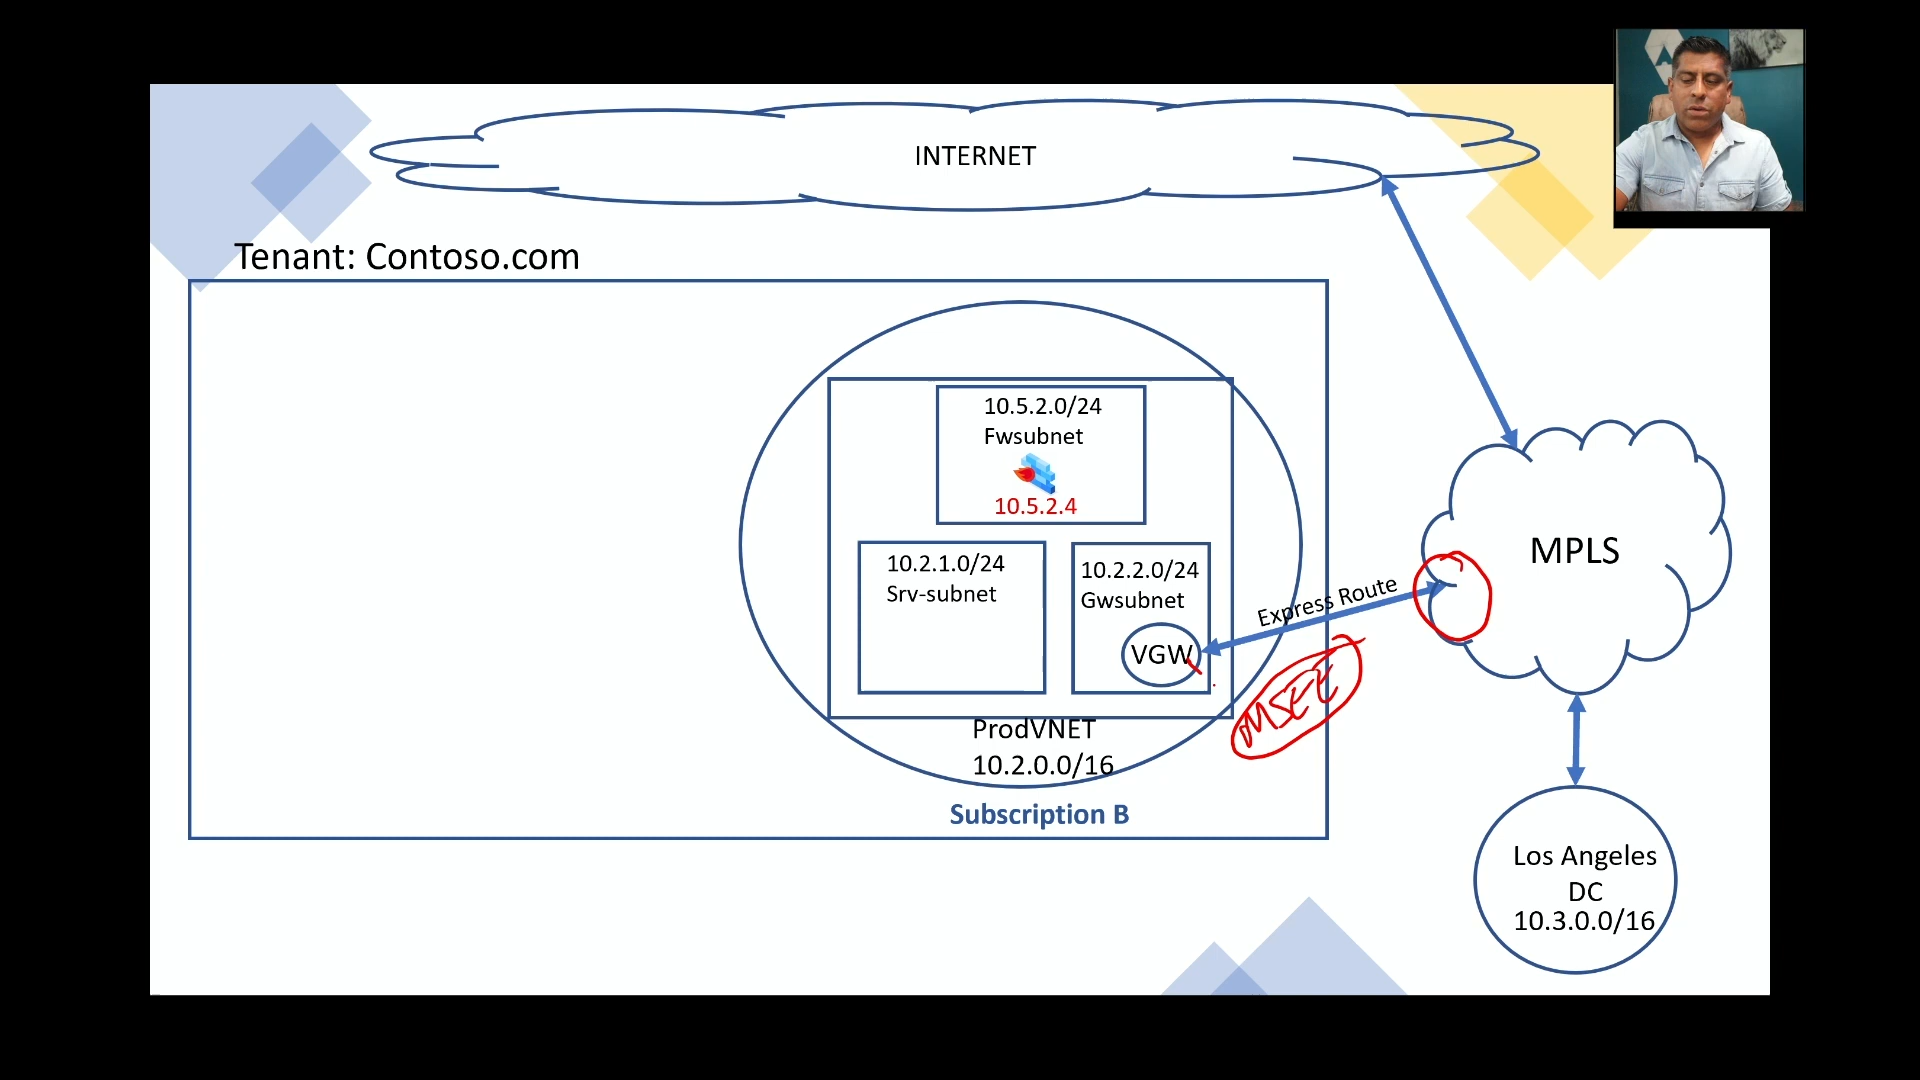 INTERNET
Tenant: Contoso.com
10.5.2.0/24
Fwsubnet
10.5.2.4
10.2.1.0/24
Srv-subnet
10.2.2.0/24
Gwsubnet
VGW
Express Route
MSEE
MPLS
ProdVNET
10.2.0.0/16
Subscription B
Los Angeles
DC
10.3.0.0/16